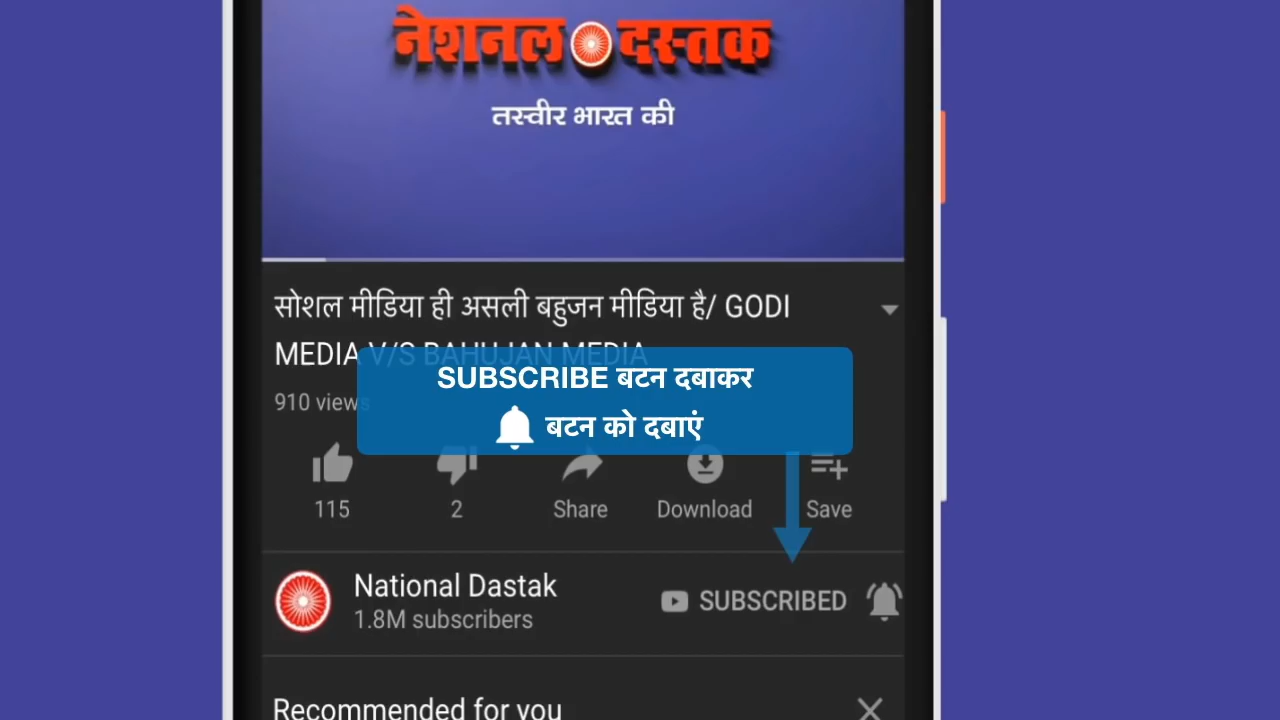 नेशनल दस्तक
तस्वीर भारत की
सोशल मीडिया ही असली बहुजन मीडिया है/ GODI
MEDIA V/S BAHUJAN MEDIA
SUBSCRIBE बटन दबाकर
910 views
बटन को दबाएं
115
2
Share
Download
Save
National Dastak
1.8M subscribers
SUBSCRIBED
Recommended for you